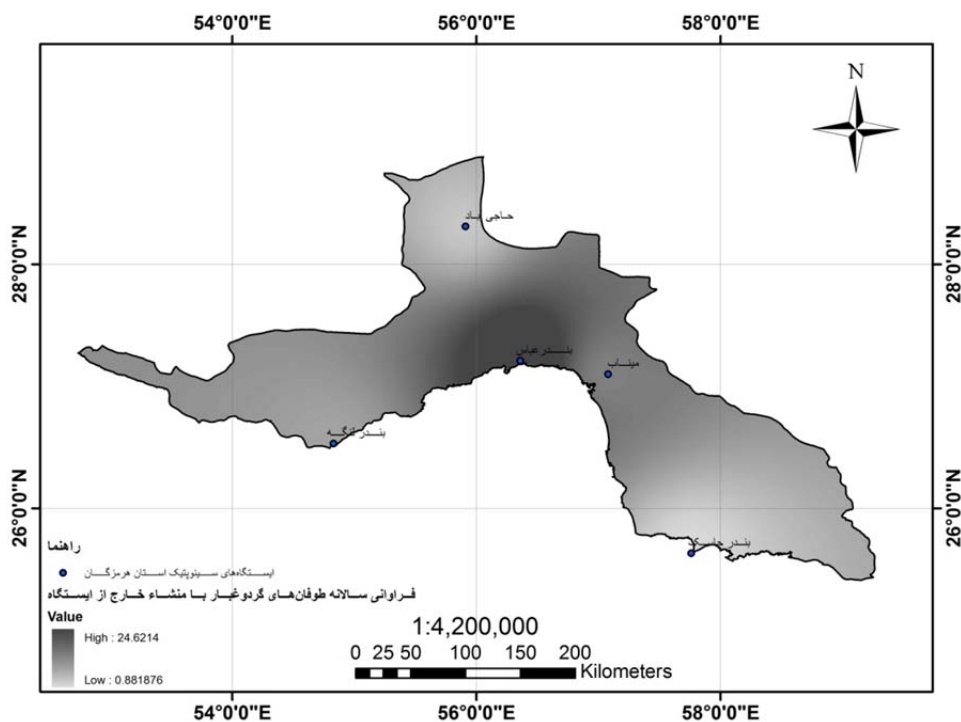 54°0'0"E 56°0'0"E 58°0'0"E
N
28°0'0"N 28°0'0"N
26°0'0"N 26°0'0"N
حاجی باد
بندرعباس
میناب
بندر لنگه
بندر جاسک
راهنما
ایستگاه‌های سینوپتیک استان هرمزگان
فراوانی سالانه طوفان‌های گردوغبار با منشاء خارج از ایستگاه
Value
High : 24.6214
Low : 0.881876
1:4,200,000
0 25 50 100 150 200
Kilometers
54°0'0"E 56°0'0"E 58°0'0"E